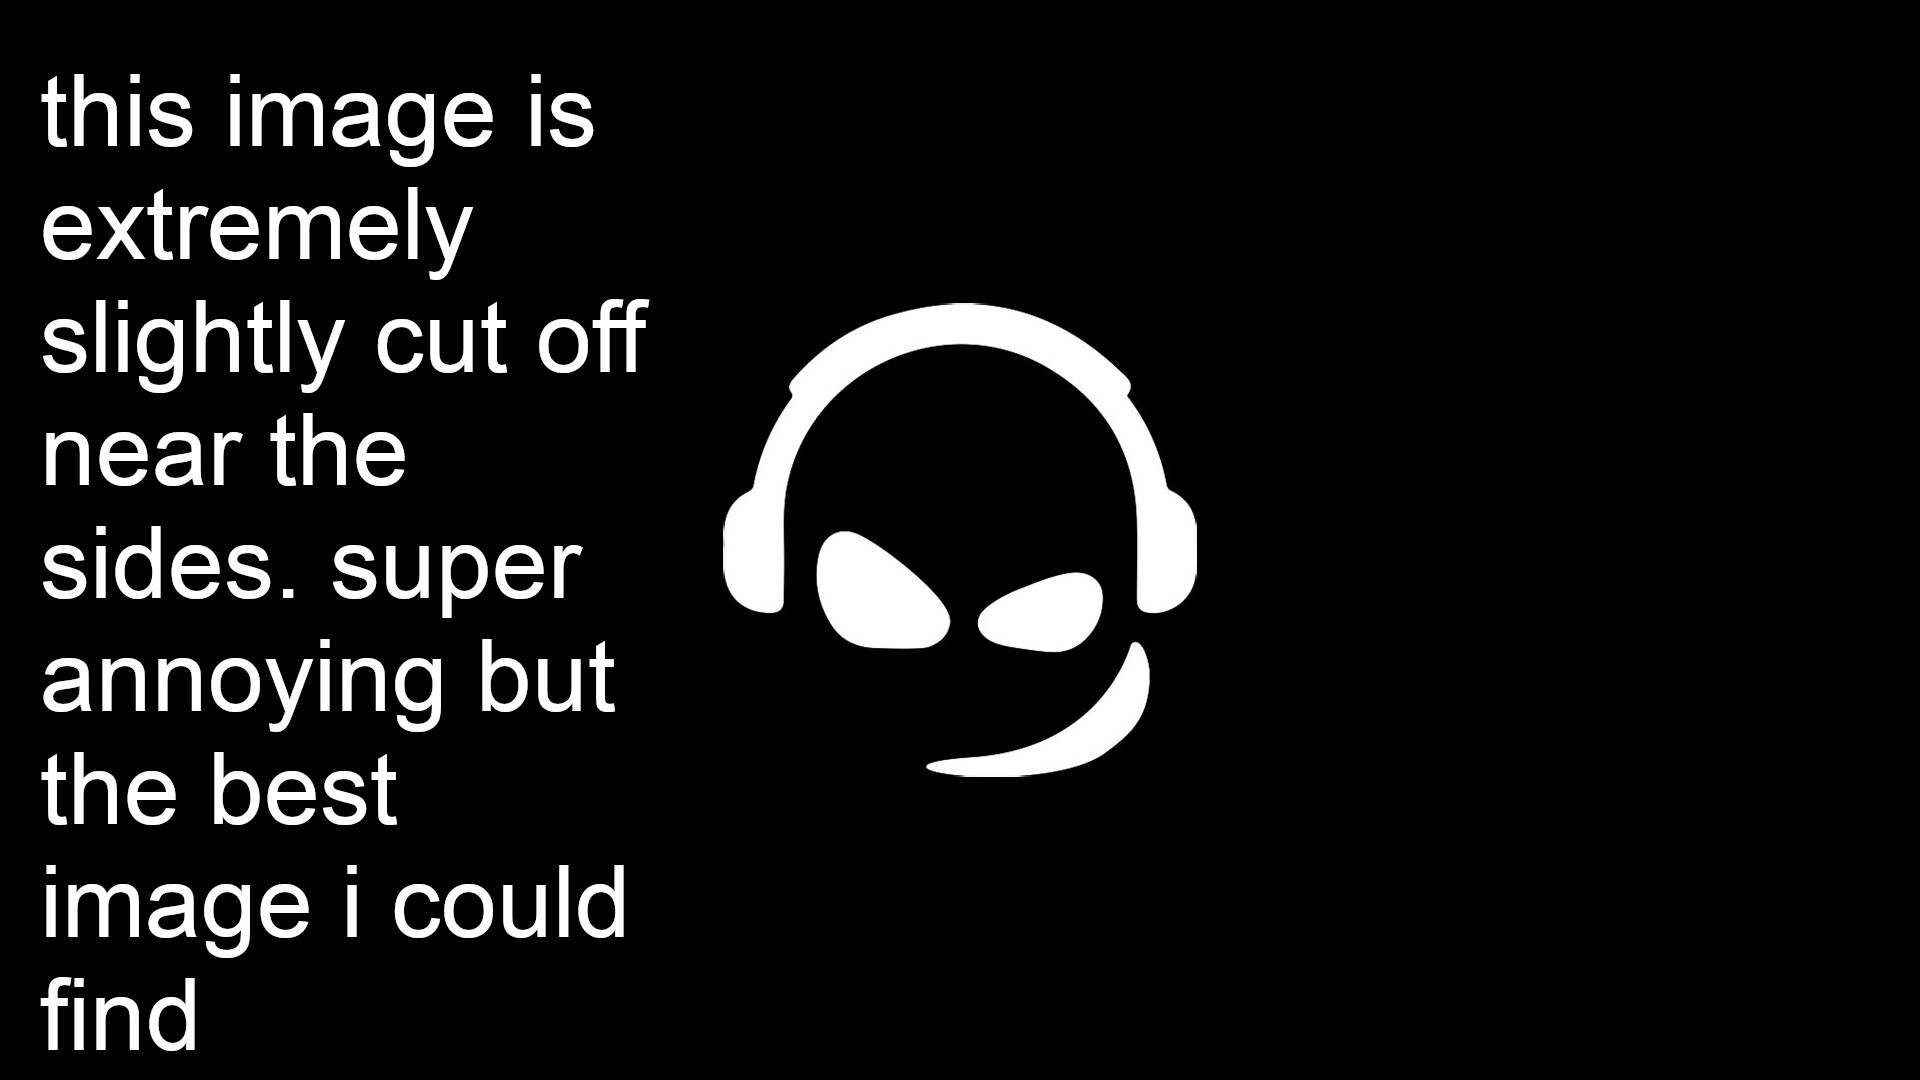 this image is
extremely
slightly cut off
near the
sides. super
annoying but
the best
image i could
find